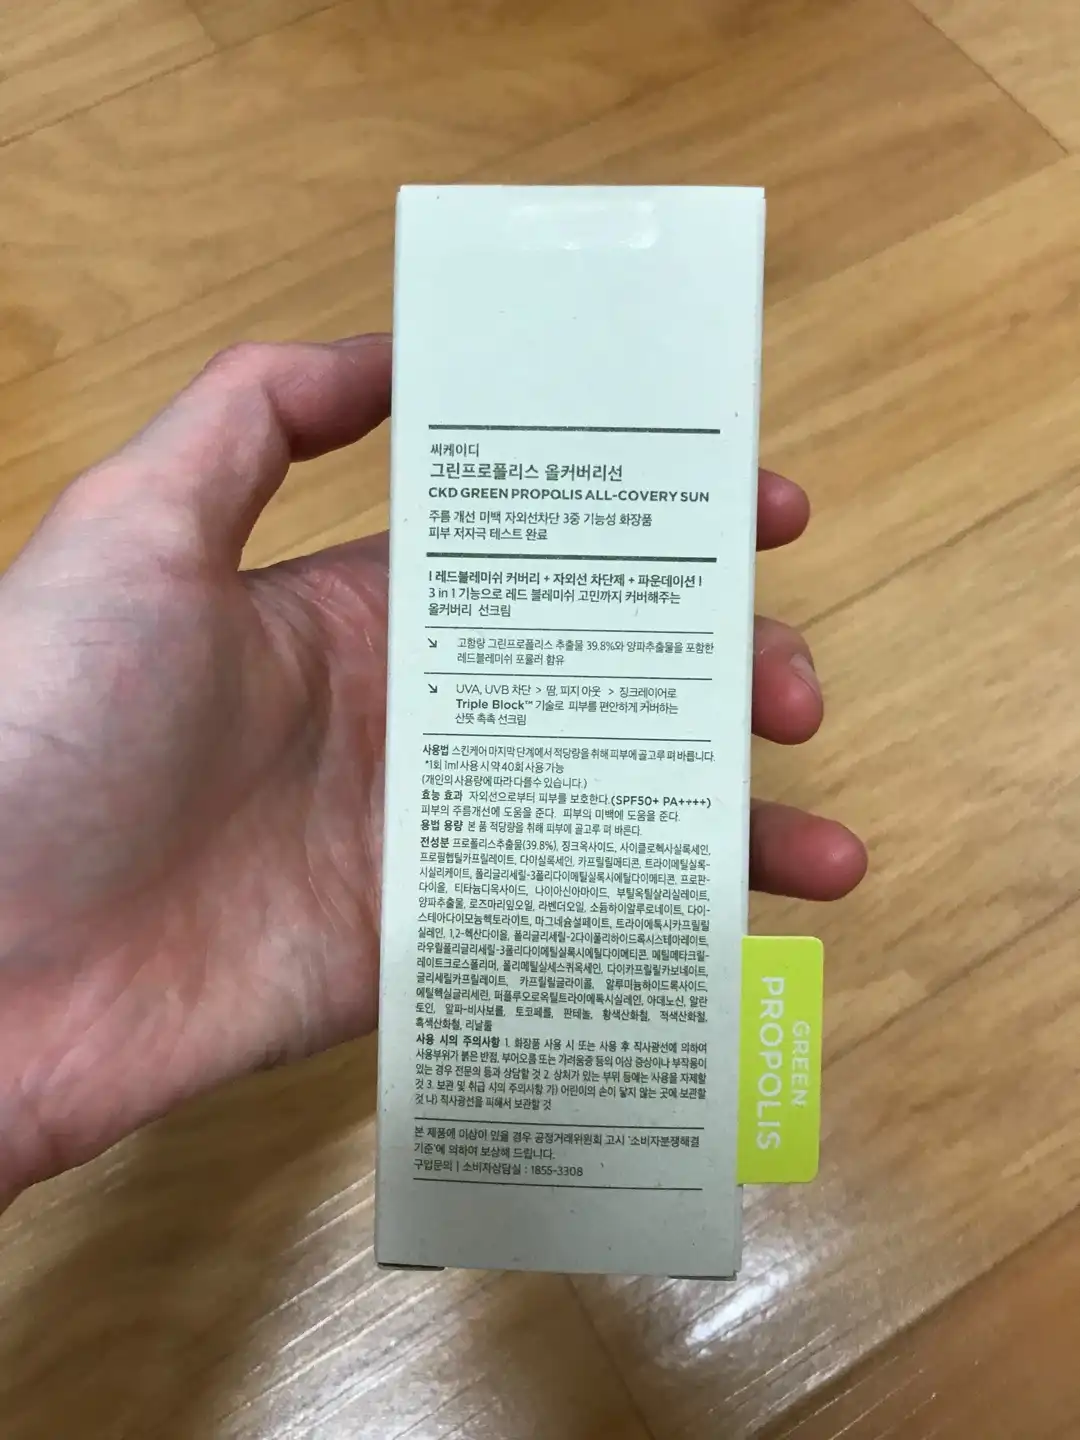 씨케이디
그린프로폴리스 올커버리선
CKD GREEN PROPOLIS ALL-COVERY SUN
주름 개선 미백 자외선차단 3중 기능성 화장품
피부 저자극 테스트 완료
! 레드블레미쉬 커버리 + 자외선 차단제 + 파운데이션 !
3 in 1 기능으로 레드 블레미쉬 고민까지 커버해주는
올커버리 선크림
↘ 고함량 그린프로폴리스 추출물 39.8%와 양파추출물을 포함한
레드블레미쉬 포뮬러 함유
↘ UVA, UVB 차단 > 땀, 피지 아웃 > 징크레이어로
Triple Block™ 기술로 피부를 편안하게 커버하는
산뜻 촉촉 선크림
사용법 스킨케어 마지막 단계에서 적당량을 취해 피부에 골고루 펴 바릅니다.
*1회 1ml 사용 시 약 40회 사용 가능
(개인의 사용량에 따라 다를 수 있습니다.)
효능 효과 자외선으로부터 피부를 보호한다.(SPF50+ PA++++)
피부의 주름개선에 도움을 준다. 피부의 미백에 도움을 준다.
용법 용량 본 품 적당량을 취해 피부에 골고루 펴 바른다.
전성분 프로폴리스추출물(39.8%), 징크옥사이드, 사이클로헥사실록세인,
프로필헵틸카프릴레이트, 다이실록세인, 카프릴릴메티콘, 트라이메틸실록-
시실리케이트, 폴리글리세릴-3폴리다이메틸실록시에틸다이메티콘, 프로판-
다이올, 티타늄디옥사이드, 나이아신아마이드, 부틸옥틸살리실레이트,
양파추출물, 로즈마리잎오일, 라벤더오일, 소듐하이알루로네이트, 다이-
스테아다이모늄헥토라이트, 마그네슘설페이트, 트라이에톡시카프릴릴
실레인, 1,2-헥산다이올, 폴리글리세릴-2다이폴리하이드록시스테아레이트,
라우릴폴리글리세릴-3폴리다이메틸실록시에틸다이메티콘, 메틸메타크릴-
레이트크로스폴리머, 폴리메틸실세스퀴옥세인, 다이카프릴릴카보네이트,
글리세릴카프릴레이트, 카프릴릴글라이콜, 알루미늄하이드록사이드,
에틸헥실글리세린, 퍼플루오로옥틸트라이에톡시실레인, 아데노신, 알란
토인, 알파-비사보롤, 토코페롤, 판테놀, 황색산화철, 적색산화철,
흑색산화철, 리날룰
사용 시의 주의사항 1. 화장품 사용 시 또는 사용 후 직사광선에 의하여
사용부위가 붉은 반점, 부어오름 또는 가려움증 등의 이상 증상이나 부작용이
있는 경우 전문의 등과 상담할 것 2. 상처가 있는 부위 등에는 사용을 자제할
것 3. 보관 및 취급 시의 주의사항 가) 어린이의 손이 닿지 않는 곳에 보관할
것 나) 직사광선을 피해서 보관할 것
본 제품에 이상이 있을 경우 공정거래위원회 고시 '소비자분쟁해결
기준'에 의하여 보상해 드립니다.
구입문의 | 소비자상담실 : 1855-3308
GREEN
PROPOLIS